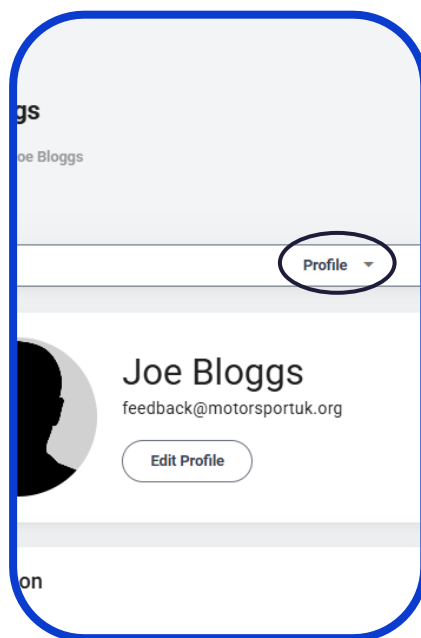 gs
oe Bloggs
Profile
Joe Bloggs
feedback@motorsportuk.org
Edit Profile
on